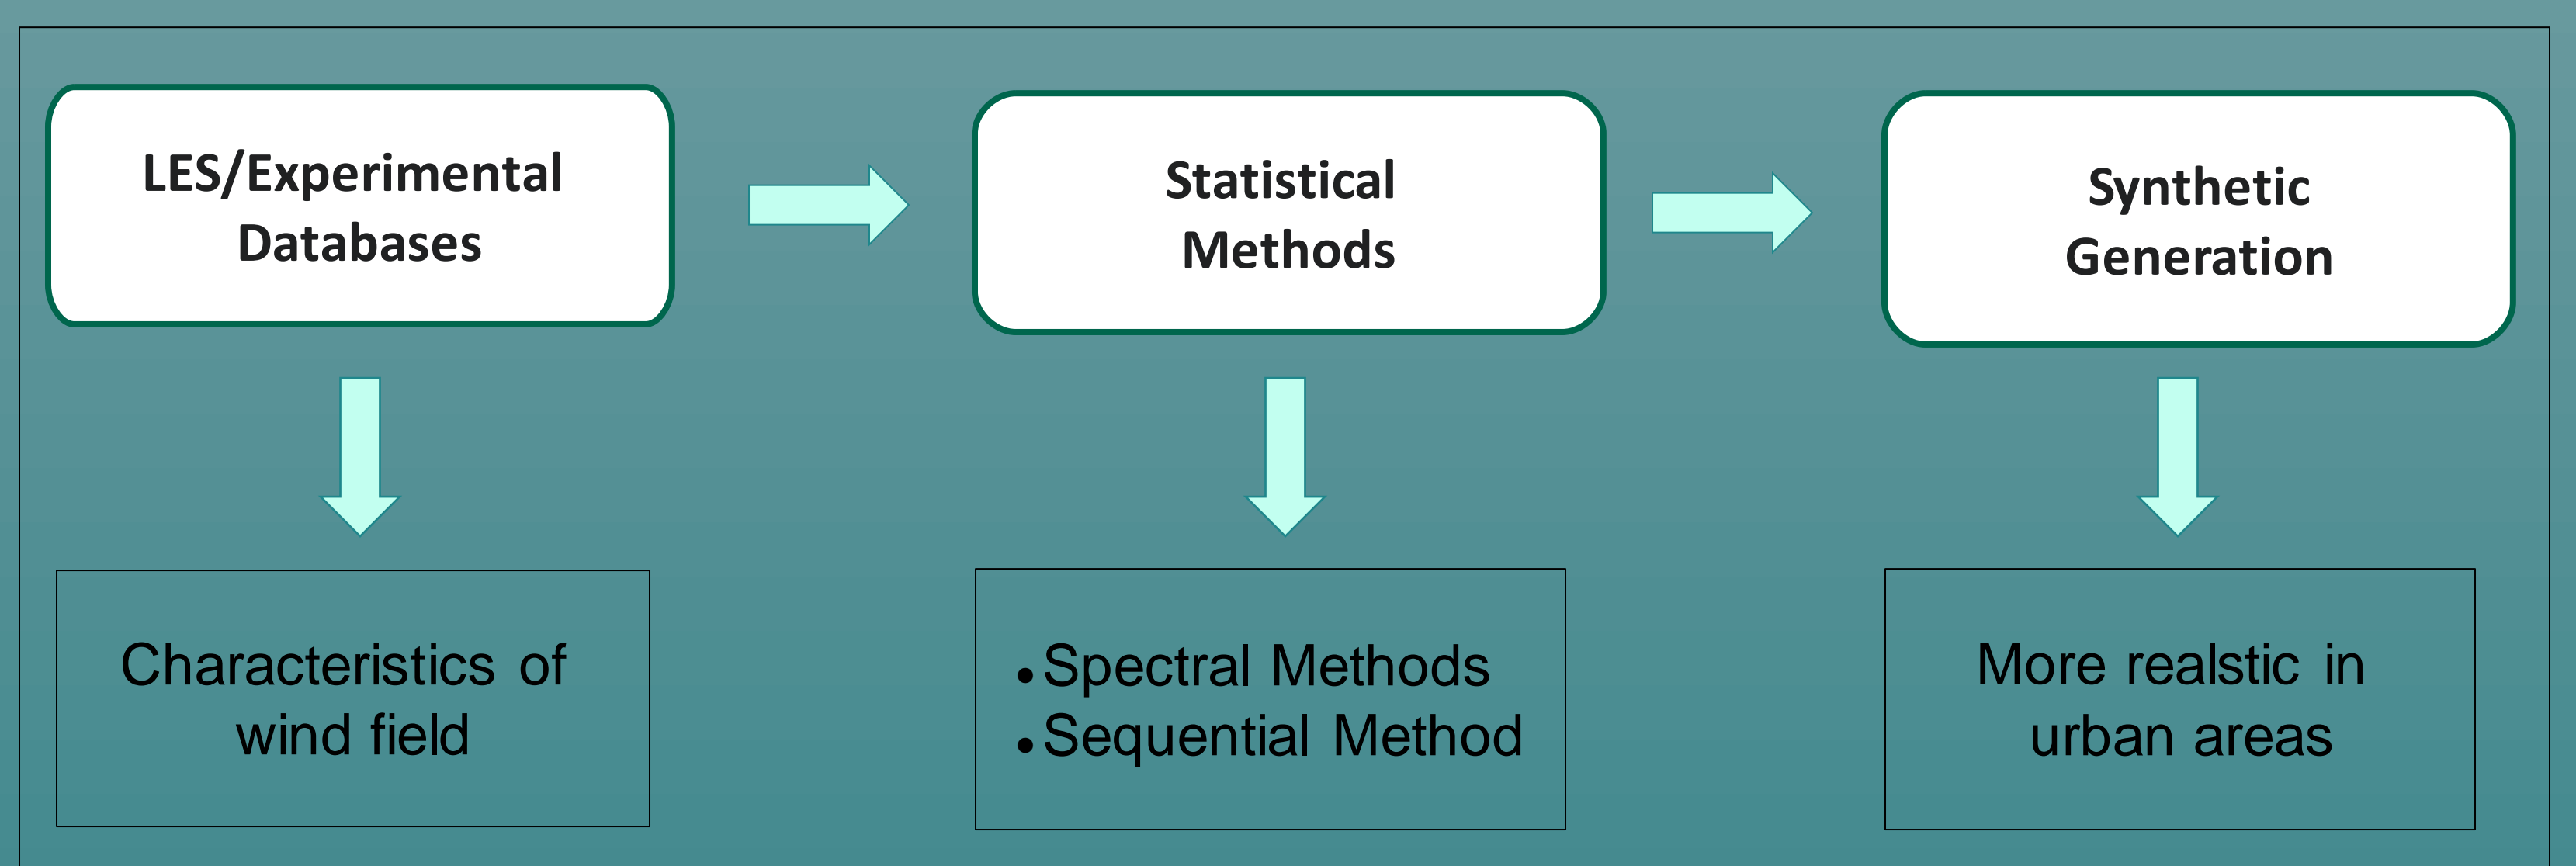 LES/Experimental
Databases
Statistical
Methods
Synthetic
Generation
Characteristics of
wind field
• Spectral Methods
• Sequential Method
More realstic in
urban areas